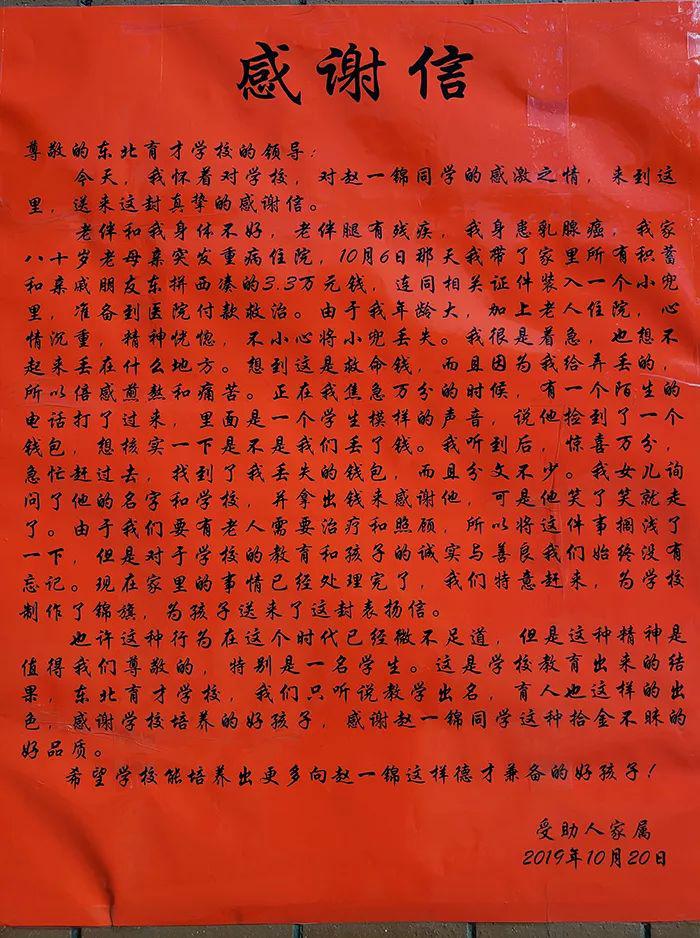 感谢信
尊敬的东北育才学校的领导：
今天，我怀着对学校，对赵一锦同学的感激之情，来到这
里，送来这封真挚的感谢信。
老伴和我身体不好，老伴腿有残疾，我身患乳腺癌，我家
八十岁老母亲突发重病住院，10月6日那天我带了家里所有积蓄
和亲戚朋友东拼西凑的3.3万元钱，连同相关证件装入一个小兜
里，准备到医院付款救治。由于我年龄大，加上老人住院，心
情沉重，精神恍惚，不小心将小兜丢失。我很是着急，也想不
起来丢在什么地方。想到这是救命钱，而且因为我给弄丢的，
所以倍感煎熬和痛苦。正在我焦急万分的时候，有一个陌生的
电话打了过来，里面是一个学生模样的声音，说他捡到了一个
钱包，想核实一下是不是我们丢了钱。我听到后，惊喜万分，
急忙赶过去，找到了我丢失的钱包，而且分文不少。我女儿询
问了他的名字和学校，并拿出钱来感谢他，可是他笑了笑就走
了。由于我们要有老人需要治疗和照顾，所以将这件事搁浅了
一下，但是对于学校的教育和孩子的诚实与善良我们始终没有
忘记。现在家里的事情已经处理完了，我们特意赶来，为学校
制作了锦旗，为孩子送来了这封表扬信。
也许这种行为在这个时代已经微不足道，但是这种精神是
值得我们尊敬的，特别是一名学生。这是学校教育出来的结
果，东北育才学校，我们只听说教学出名，育人也这样的出
色，感谢学校培养的好孩子，感谢赵一锦同学这种拾金不昧的
好品质。
希望学校能培养出更多向赵一锦这样德才兼备的好孩子！
受助人家属
2019年10月20日